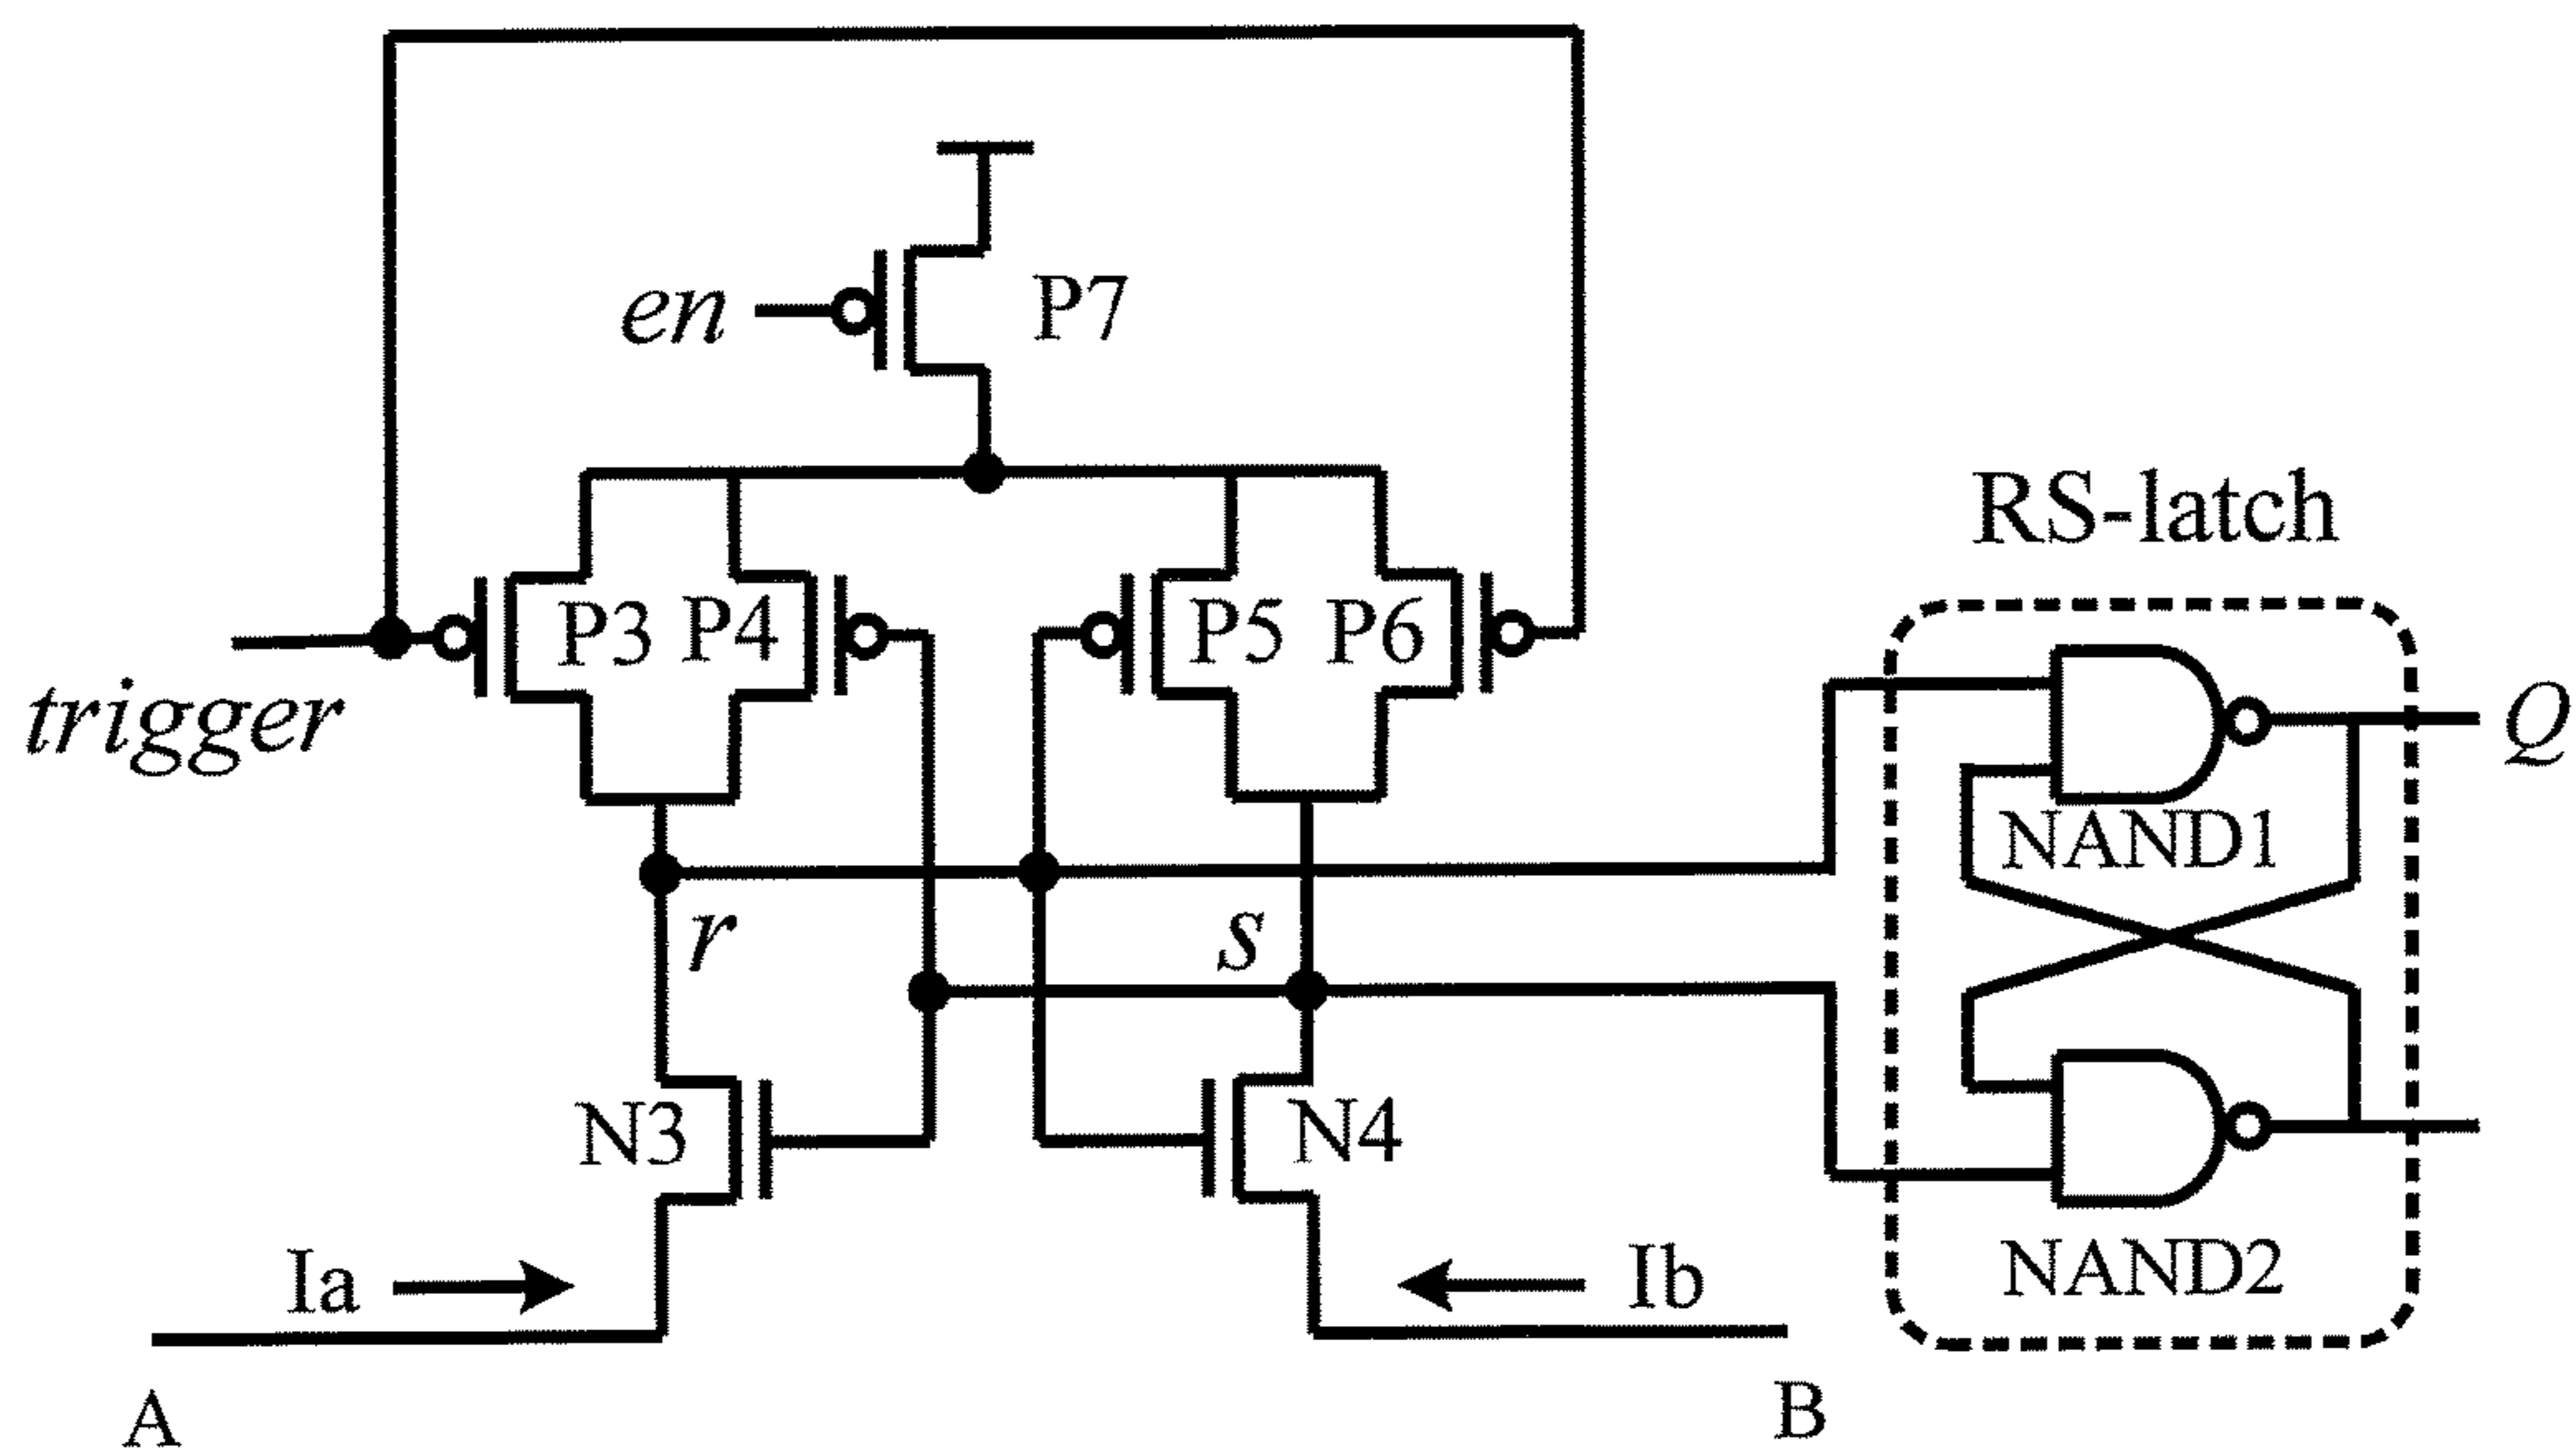 en
P7
RS-latch
P3
P4
P5
P6
trigger
Q
NAND1
r
s
N3
N4
Ia
Ib
NAND2
A
B